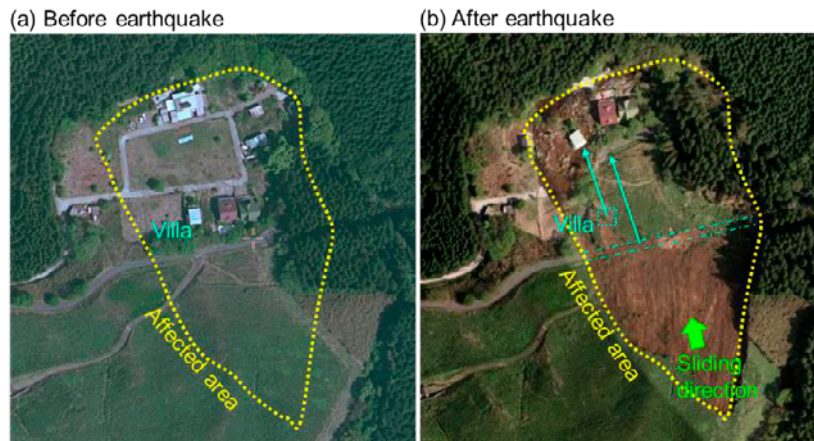 (a) Before earthquake
(b) After earthquake
Villa
Affected area
Villa
Affected area
Sliding
direction